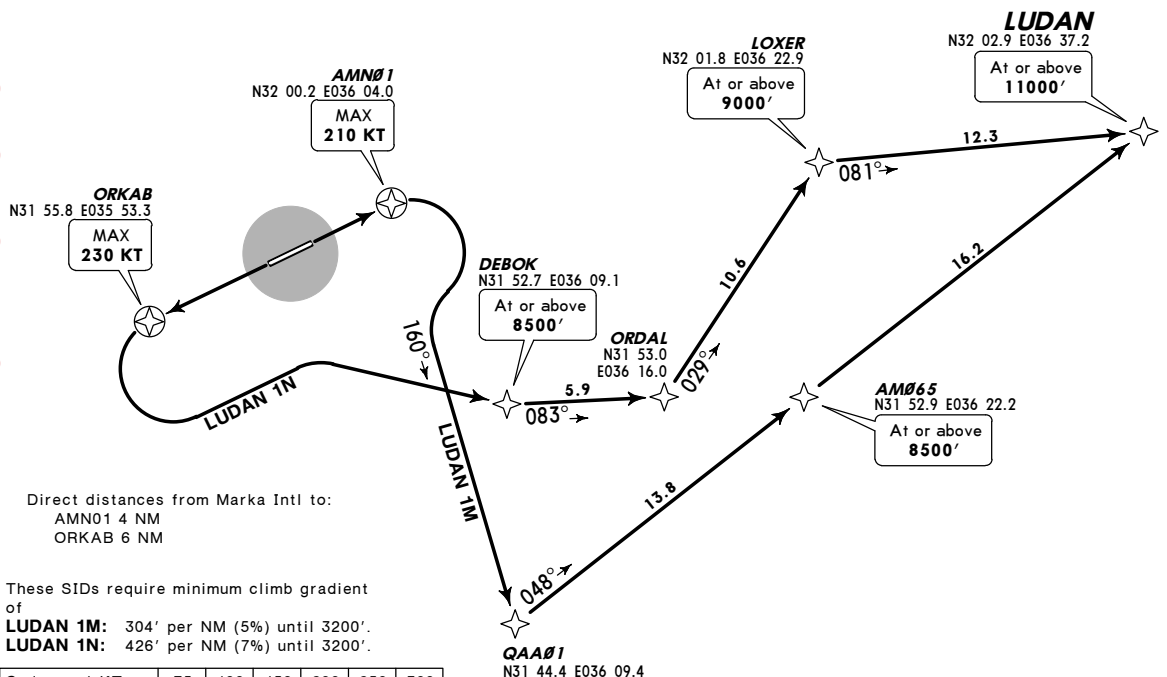 LUDAN
N32 02.9 E036 37.2
At or above
11000′
LOXER
N32 01.8 E036 22.9
At or above
9000′
AMNØ1
N32 00.2 E036 04.0
MAX
210 KT
ORKAB
N31 55.8 E035 53.3
MAX
230 KT
DEBOK
N31 52.7 E036 09.1
At or above
8500′
ORDAL
N31 53.0
E036 16.0
AMØ65
N31 52.9 E036 22.2
At or above
8500′
12.3
081°
16.2
10.6
029°
5.9
083°
160°
LUDAN 1N
LUDAN 1M
13.8
048°
QAAØ1
N31 44.4 E036 09.4
Direct distances from Marka Intl to:
AMN01 4 NM
ORKAB 6 NM
These SIDs require minimum climb gradient
of
LUDAN 1M: 304′ per NM (5%) until 3200′.
LUDAN 1N: 426′ per NM (7%) until 3200′.